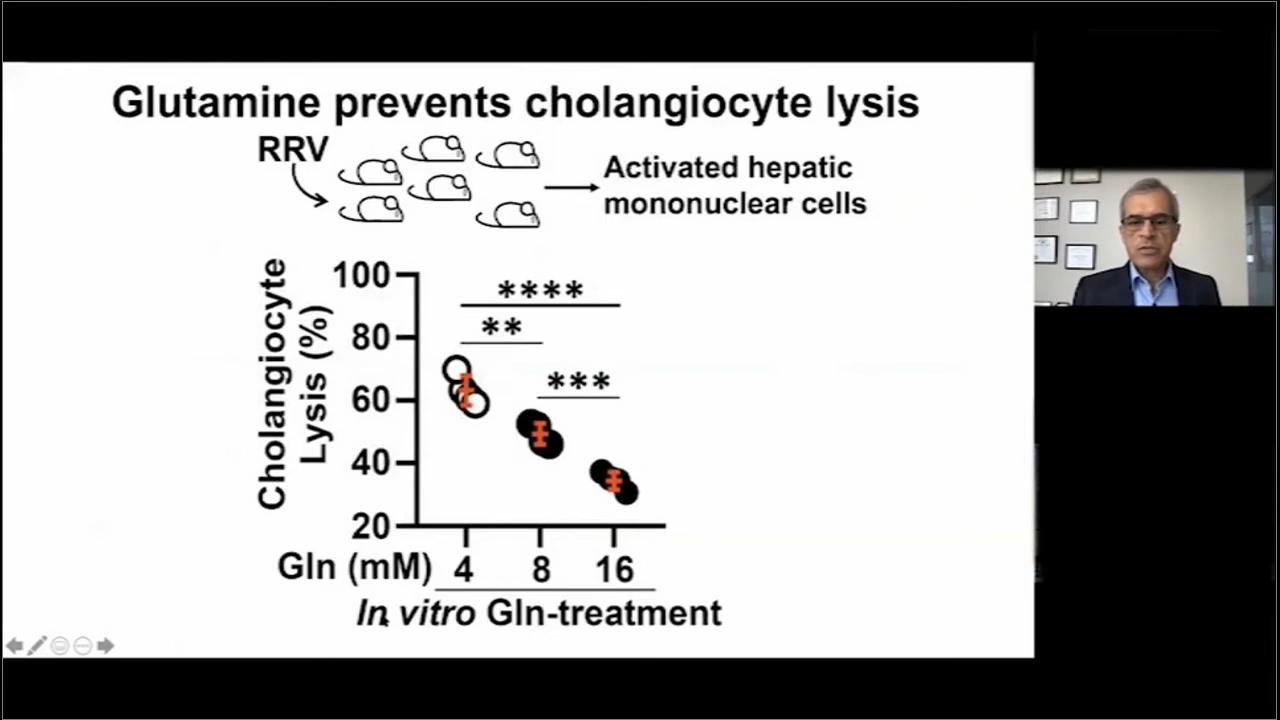 Glutamine prevents cholangiocyte lysis
RRV
Activated hepatic
mononuclear cells
Cholangiocyte
Lysis (%)
100
80
60
40
20
****
**
***
Gln (mM) 4 8 16
In vitro Gln-treatment